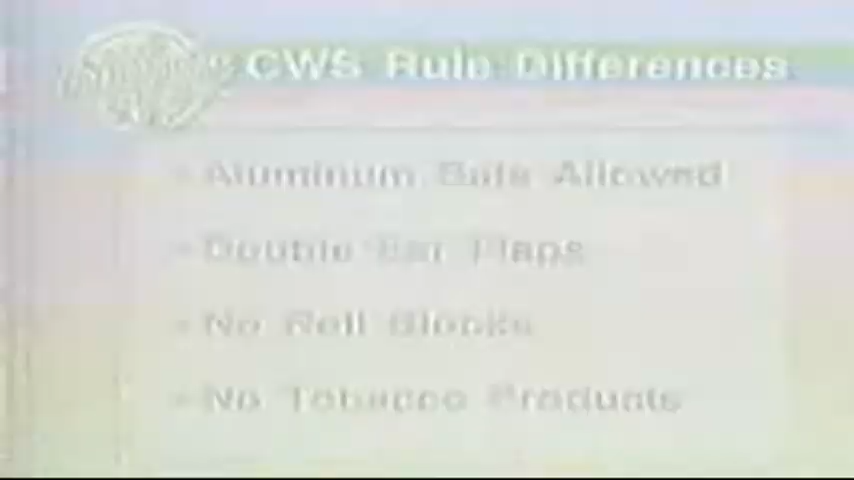 CWS Rule Differences
- Aluminum Bats Allowed
- Double Ear Flaps
- No Roll Blocks
- No Tobacco Products